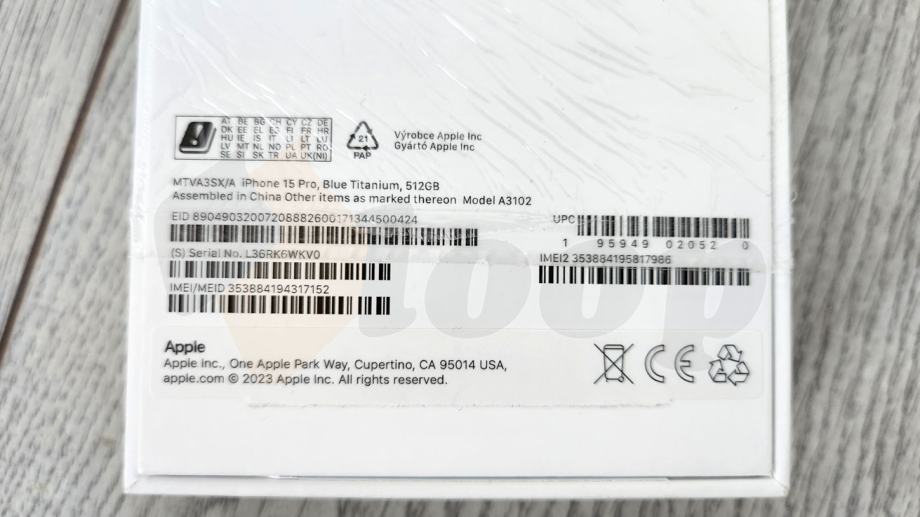 AT BE BG CH CY CZ DE
DK EE EL ES FI FR HR
HU IE IS IT LI LT LU
LV MT NL NO PL PT RO
SE SI SK TR UA UK(NI)
21
PAP
Výrobce Apple Inc
Gyártó Apple Inc
MTVA3SX/A iPhone 15 Pro, Blue Titanium, 512GB
Assembled in China Other items as marked thereon Model A3102
EID 89049032007208882600171344500424
UPC
1 95949 02052 0
(S) Serial No. L36RK6WKV0
IMEI2 353884195817986
IMEI/MEID 353884194317152
Apple
Apple Inc., One Apple Park Way, Cupertino, CA 95014 USA,
apple.com © 2023 Apple Inc. All rights reserved.
CE
toop